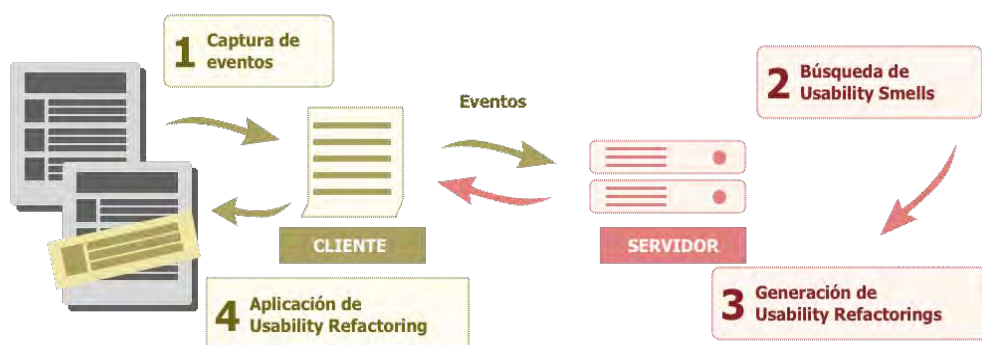 1 Captura de
eventos
Eventos
2 Búsqueda de
Usability Smells
CLIENTE
SERVIDOR
3 Generación de
Usability Refactorings
4 Aplicación de
Usability Refactoring